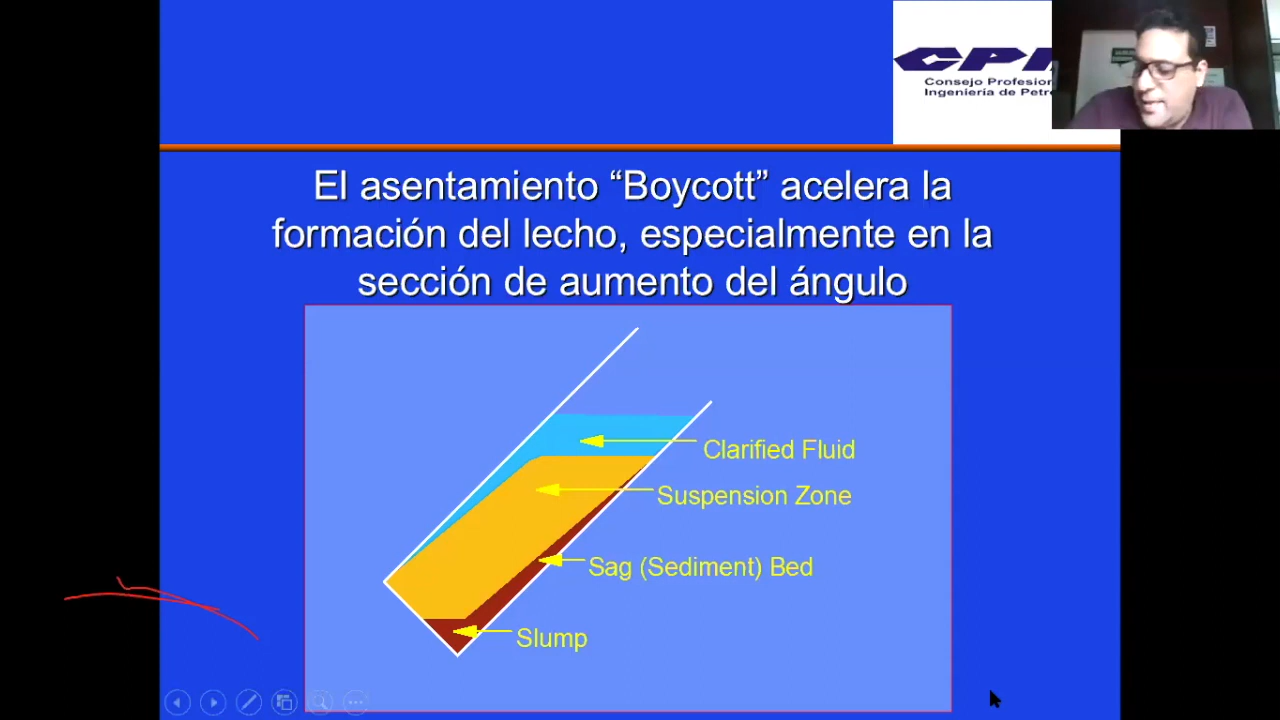 Consejo Profesion
Ingeniería de Petr
El asentamiento “Boycott” acelera la
formación del lecho, especialmente en la
sección de aumento del ángulo
Clarified Fluid
Suspension Zone
Sag (Sediment) Bed
Slump